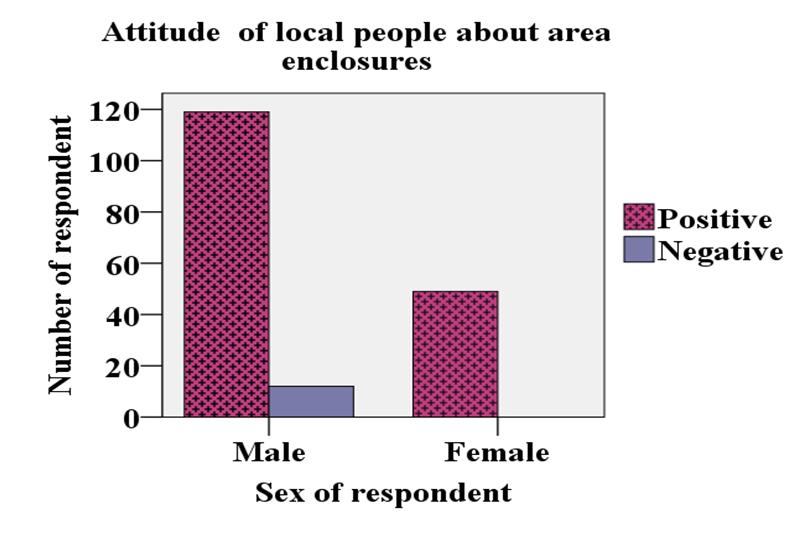 Attitude of local people about area
enclosures
Number of respondent
120
100
80
60
40
20
0
Male Female
Sex of respondent
Positive
Negative